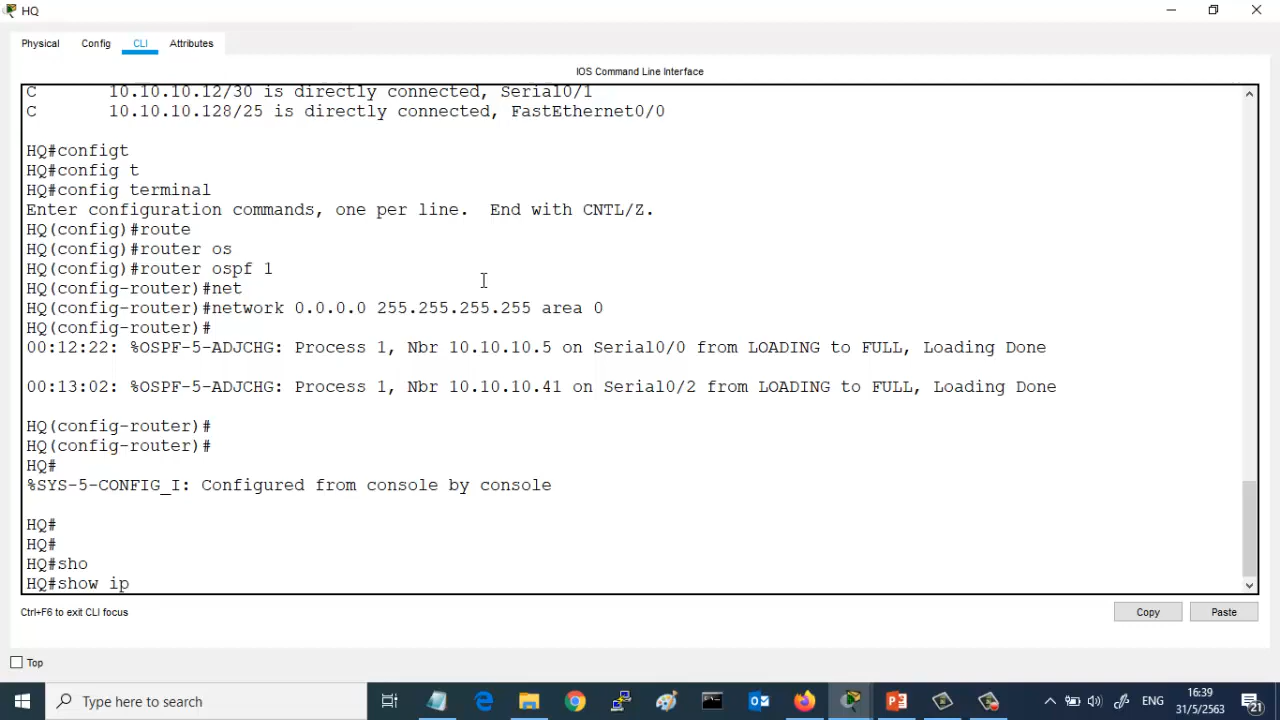 HQ
Physical Config CLI Attributes
IOS Command Line Interface
C 10.10.10.12/30 is directly connected, Serial0/1
C 10.10.10.128/25 is directly connected, FastEthernet0/0
HQ#configt
HQ#config t
HQ#config terminal
Enter configuration commands, one per line. End with CNTL/Z.
HQ(config)#route
HQ(config)#router os
HQ(config)#router ospf 1
HQ(config-router)#net
HQ(config-router)#network 0.0.0.0 255.255.255.255 area 0
HQ(config-router)#
00:12:22: %OSPF-5-ADJCHG: Process 1, Nbr 10.10.10.5 on Serial0/0 from LOADING to FULL, Loading Done
00:13:02: %OSPF-5-ADJCHG: Process 1, Nbr 10.10.10.41 on Serial0/2 from LOADING to FULL, Loading Done
HQ(config-router)#
HQ(config-router)#
HQ#
%SYS-5-CONFIG_I: Configured from console by console
HQ#
HQ#
HQ#sho
HQ#show ip
Ctrl+F6 to exit CLI focus
Copy Paste
Top
Type here to search
ENG
16:39
31/5/2563
21